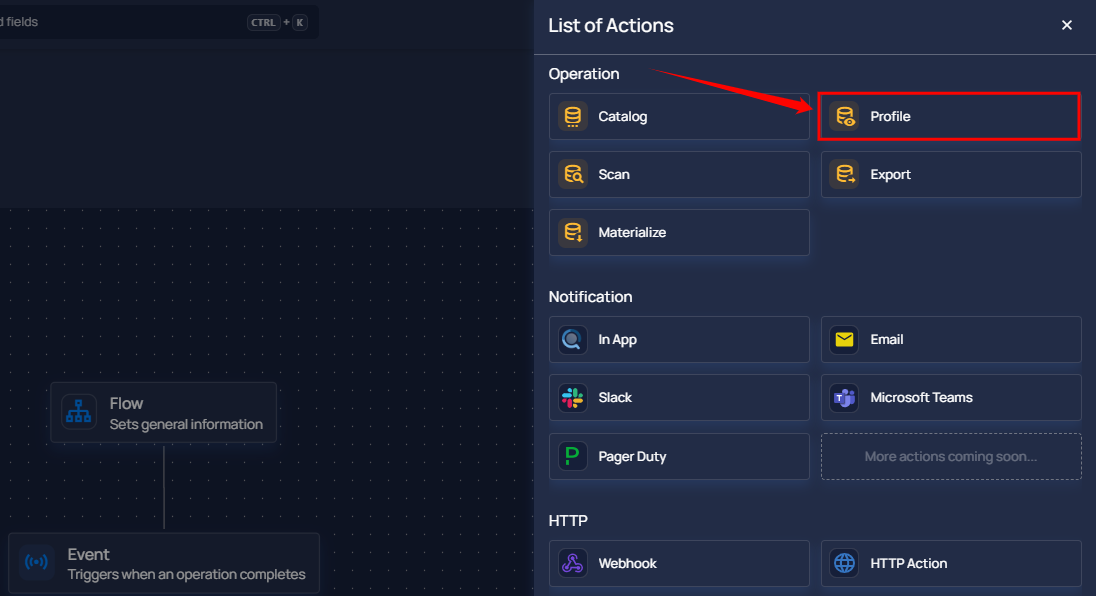 d fields
CTRL + K
List of Actions
Operation
Catalog
Profile
Scan
Export
Materialize
Notification
In App
Email
Slack
Microsoft Teams
Pager Duty
More actions coming soon...
HTTP
Webhook
HTTP Action
Flow
Sets general information
Event
Triggers when an operation completes